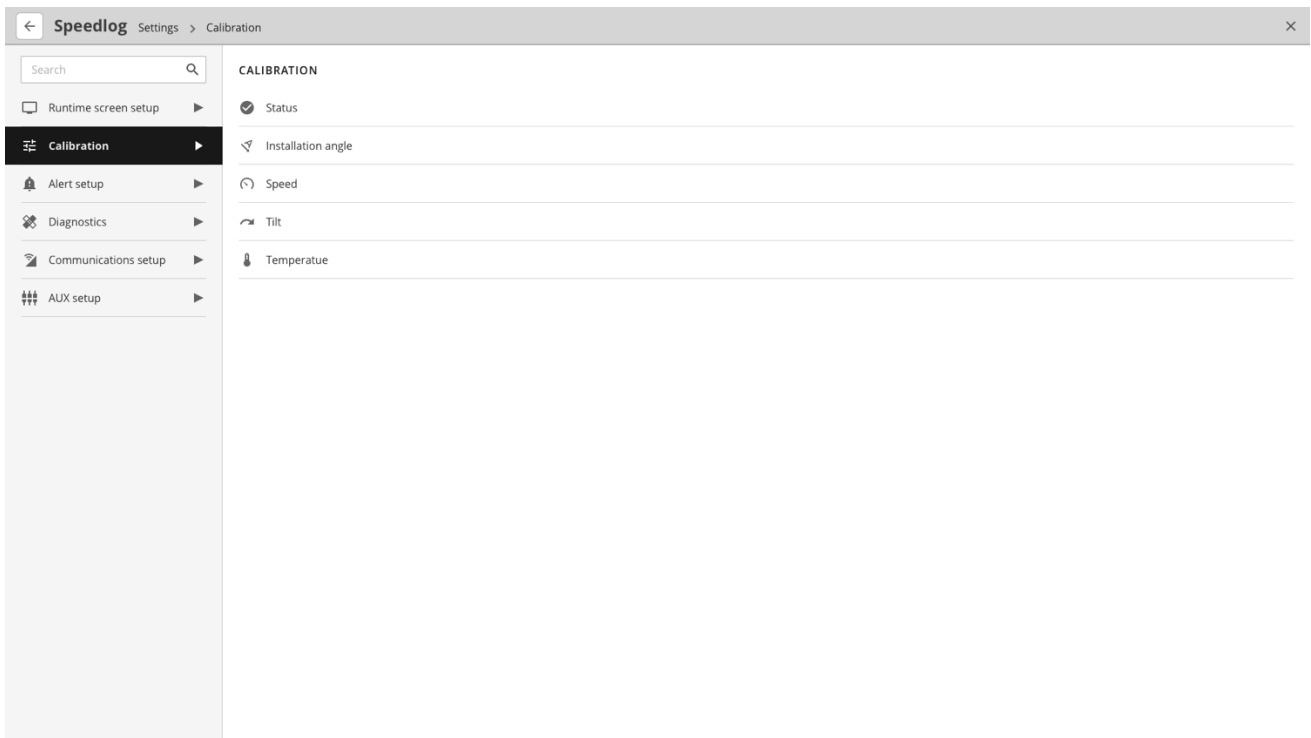 Speedlog Settings > Calibration
Search
Runtime screen setup
Calibration
Alert setup
Diagnostics
Communications setup
AUX setup
CALIBRATION
Status
Installation angle
Speed
Tilt
Temperatue